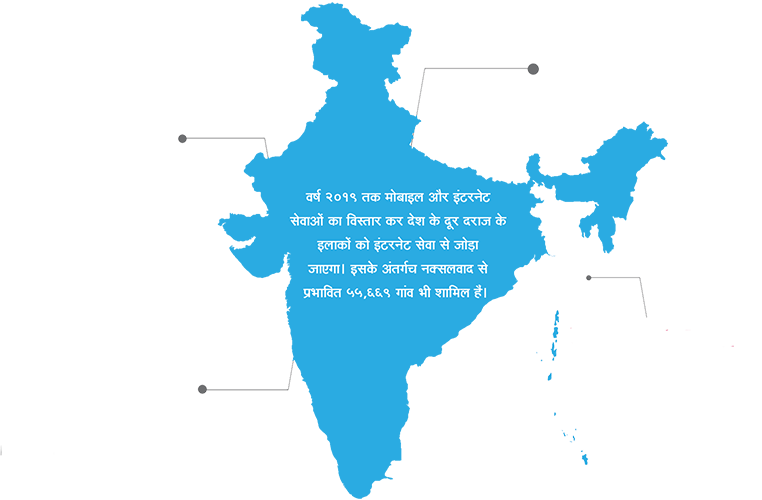 वर्ष २०१९ तक मोबाइल और इंटरनेट
सेवाओं का विस्तार कर देश के दूर दराज के
इलाकों को इंटरनेट सेवा से जोड़ा
जाएगा। इसके अंतर्गच नक्सलवाद से
प्रभावित ५५,६६९ गांव भी शामिल है।